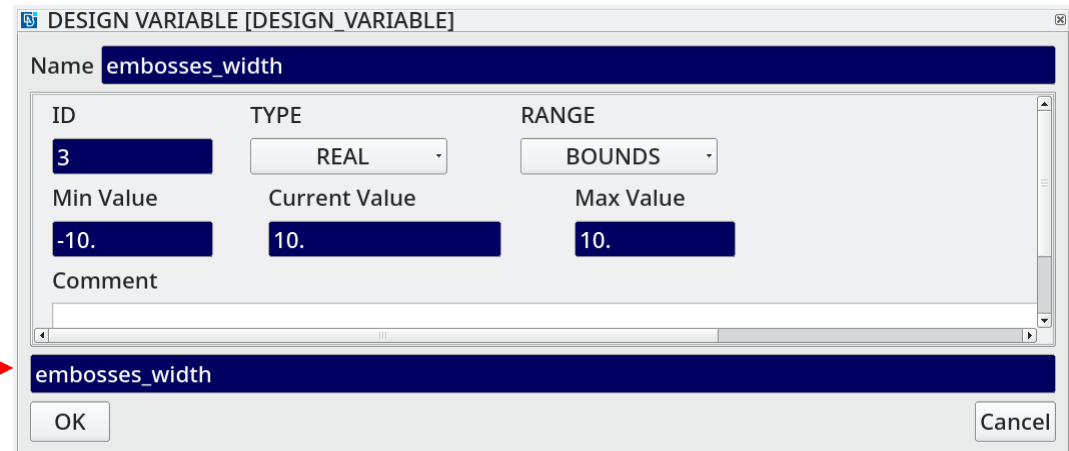 DESIGN VARIABLE [DESIGN_VARIABLE]
Name embosses_width
ID TYPE RANGE
3 REAL BOUNDS
Min Value Current Value Max Value
-10. 10. 10.
Comment
embosses_width
OK Cancel